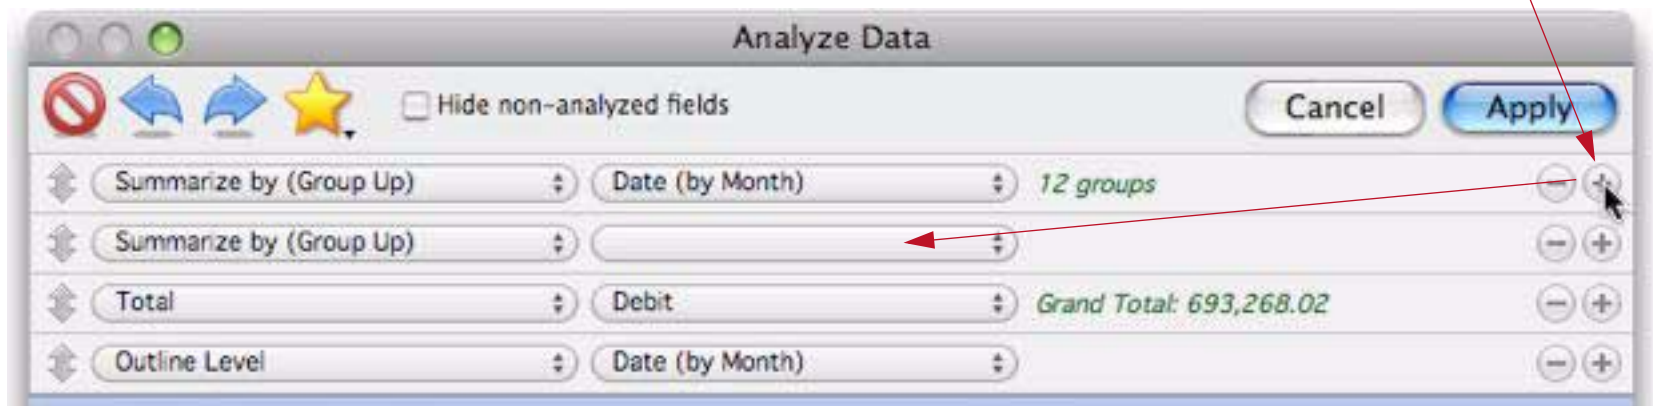 Analyze Data
Hide non-analyzed fields Cancel Apply
Summarize by (Group Up) Date (by Month) 12 groups
Summarize by (Group Up)
Total Debit Grand Total: 693,268.02
Outline Level Date (by Month)